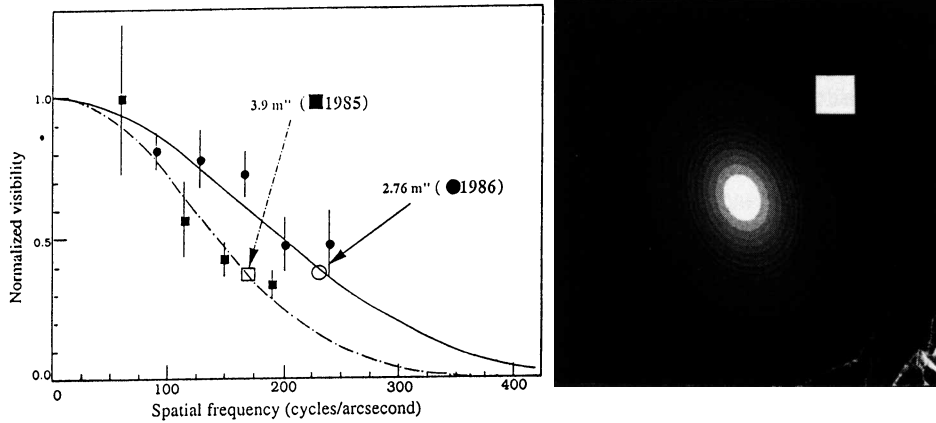 1.0
3.9 m" (■1985)
2.76 m" (●1986)
Normalized visibility
0.5
0.0
0 100 200 300 400
Spatial frequency (cycles/arcsecond)